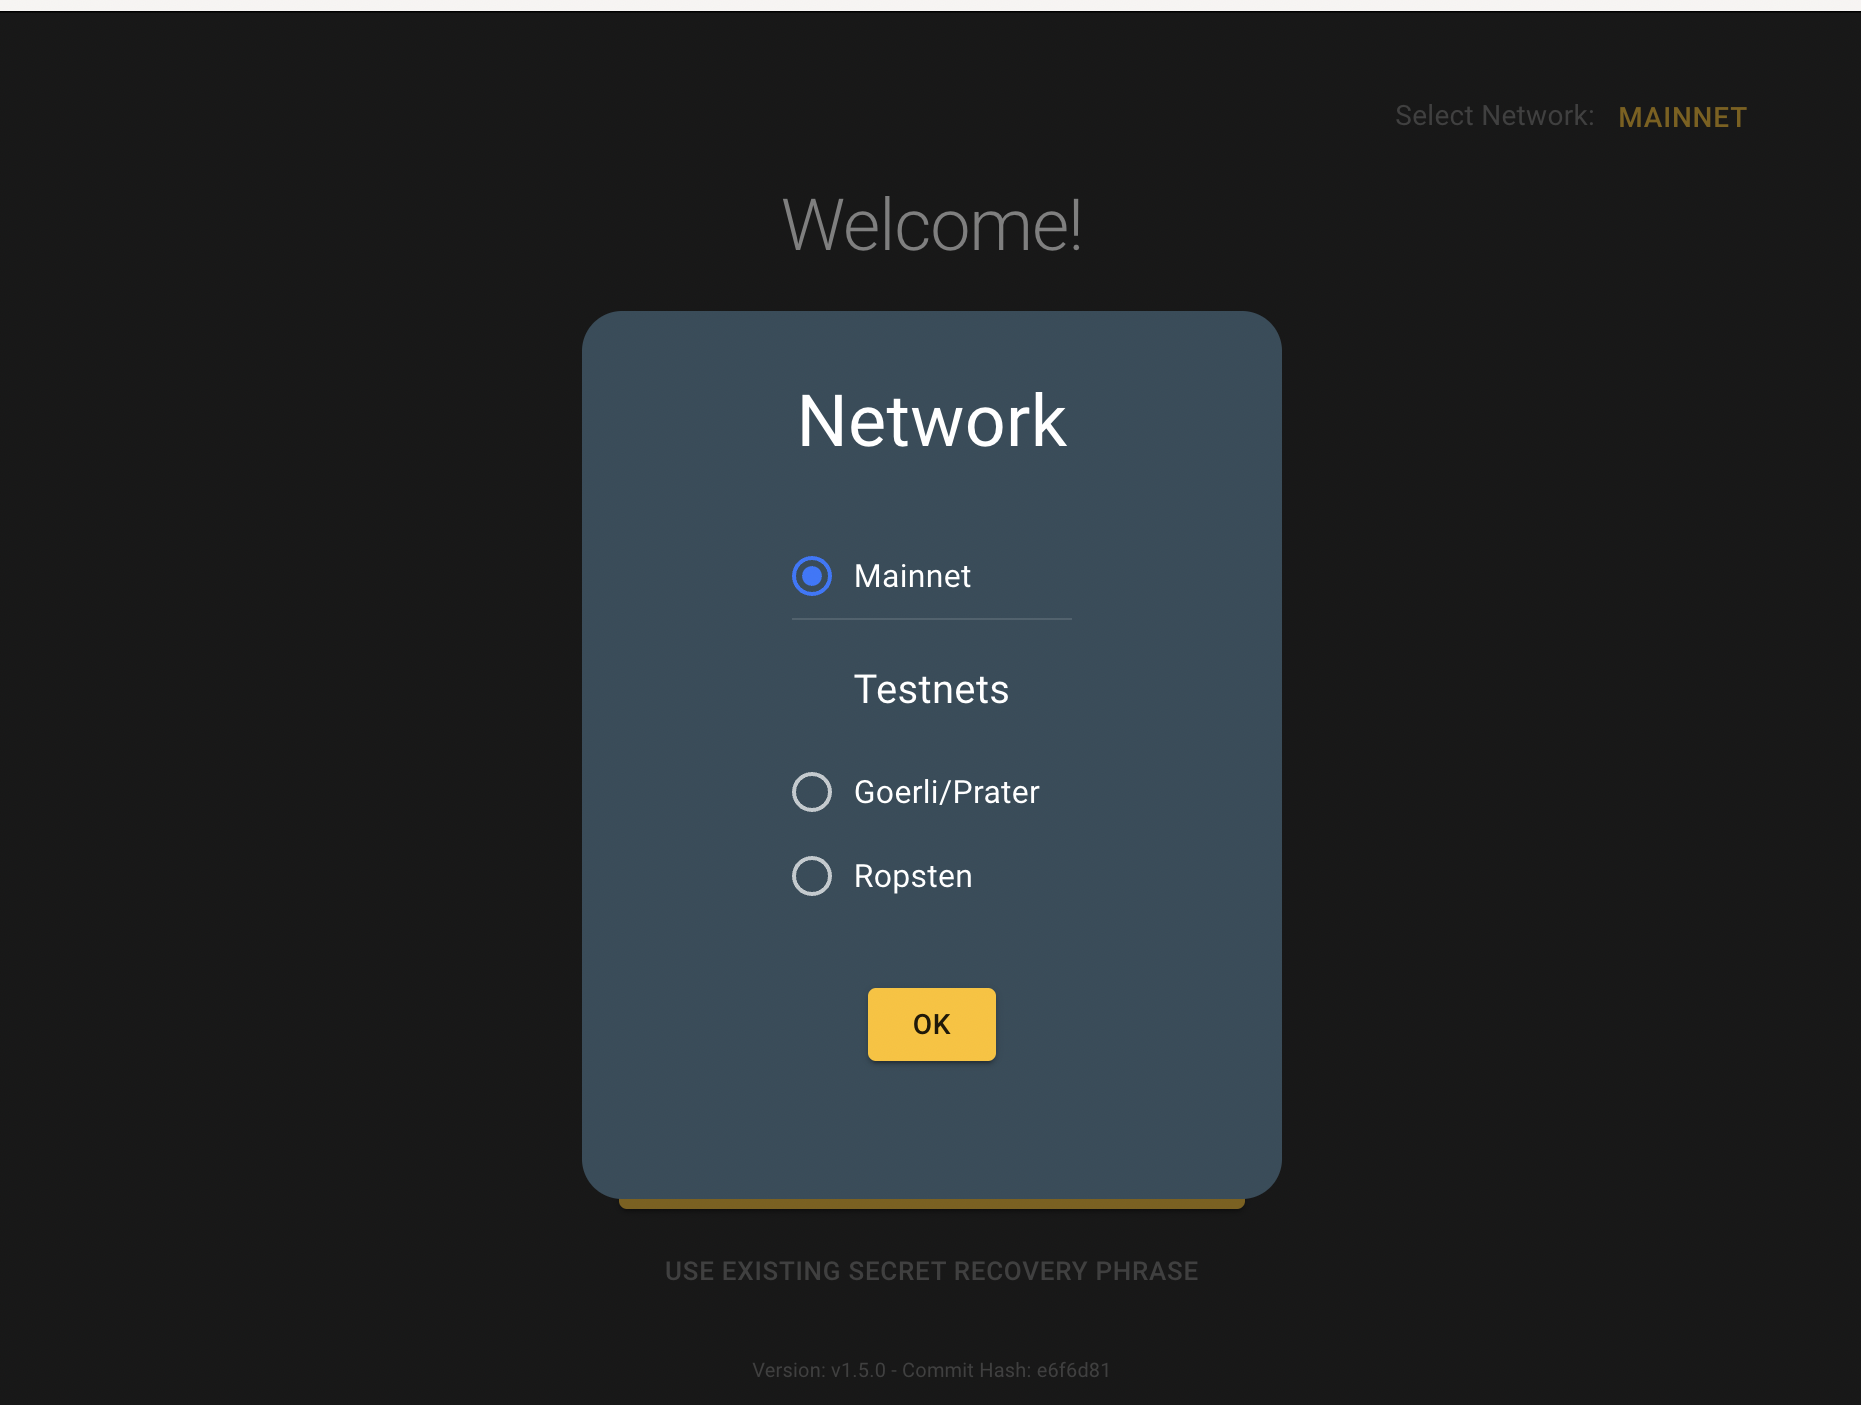 Select Network: MAINNET
Welcome!
Network
Mainnet
Testnets
Goerli/Prater
Ropsten
OK
USE EXISTING SECRET RECOVERY PHRASE
Version: v1.5.0 - Commit Hash: e6f6d81